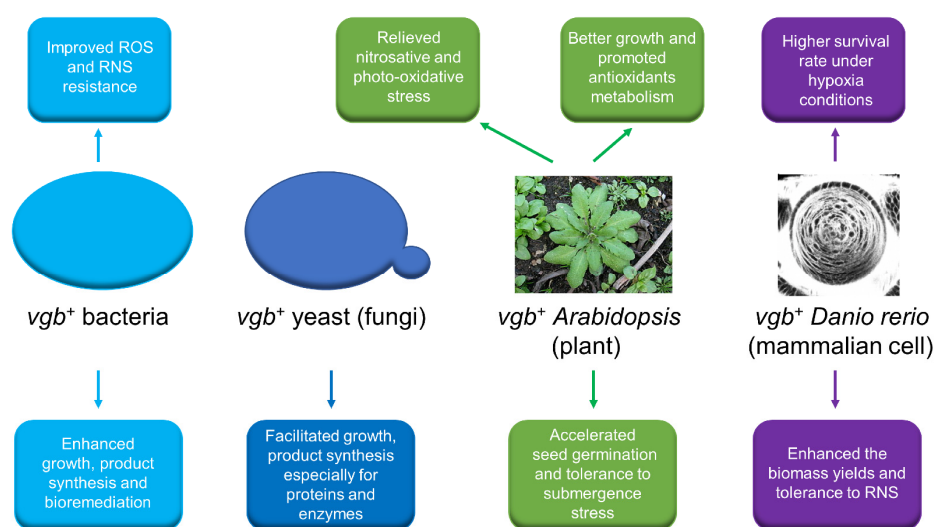 Improved ROS
and RNS
resistance
Relieved
nitrosative and
photo-oxidative
stress
Better growth and
promoted
antioxidants
metabolism
Higher survival
rate under
hypoxia
conditions
vgb⁺ bacteria
vgb⁺ yeast (fungi)
vgb⁺ Arabidopsis
(plant)
vgb⁺ Danio rerio
(mammalian cell)
Enhanced
growth, product
synthesis and
bioremediation
Facilitated growth,
product synthesis
especially for
proteins and
enzymes
Accelerated
seed germination
and tolerance to
submergence
stress
Enhanced the
biomass yields and
tolerance to RNS